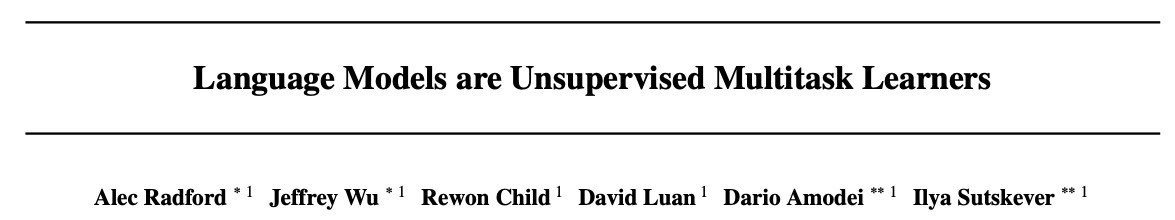 Language Models are Unsupervised Multitask Learners
Alec Radford * 1 Jeffrey Wu * 1 Rewon Child 1 David Luan 1 Dario Amodei ** 1 Ilya Sutskever ** 1